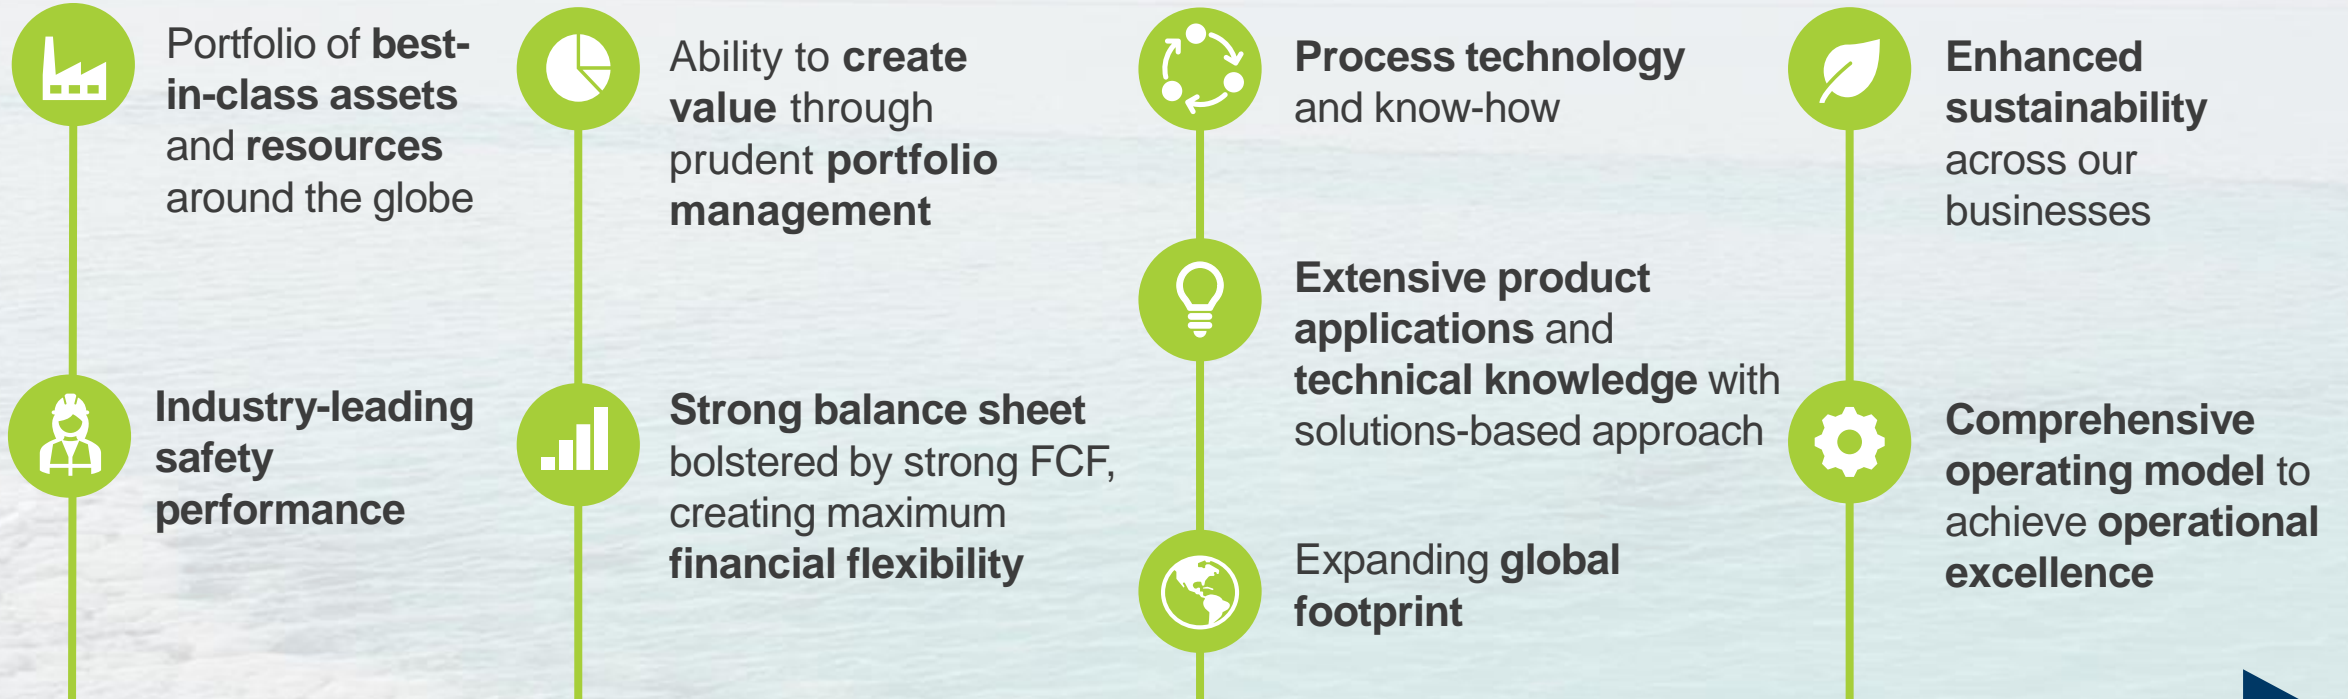 Portfolio of best-
in-class assets
and resources
around the globe
Industry-leading
safety
performance
Ability to create
value through
prudent portfolio
management
Strong balance sheet
bolstered by strong FCF,
creating maximum
financial flexibility
Process technology
and know-how
Extensive product
applications and
technical knowledge with
solutions-based approach
Expanding global
footprint
Enhanced
sustainability
across our
businesses
Comprehensive
operating model to
achieve operational
excellence